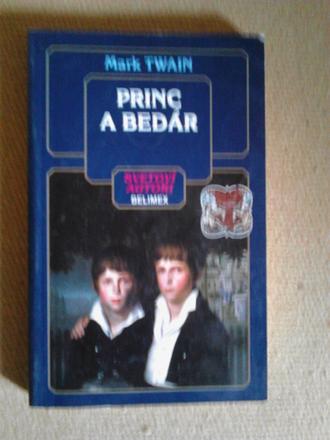 Mark TWAIN
PRINC
A BEDÁR
SVETOVÍ
AUTORI
BELIMEX